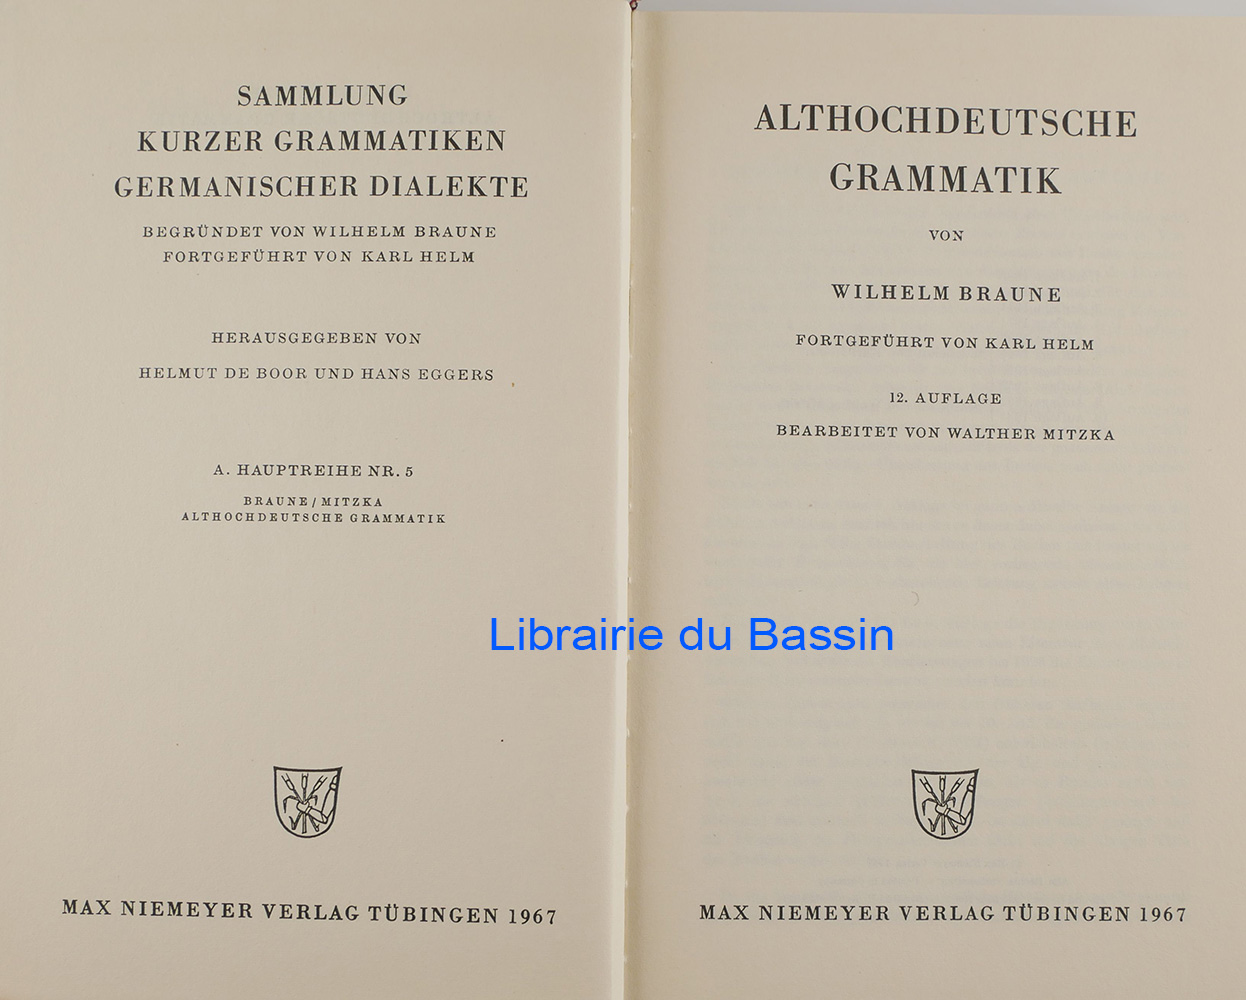 SAMMLUNG
KURZER GRAMMATIKEN
GERMANISCHER DIALEKTE
BEGRÜNDET VON WILHELM BRAUNE
FORTGEFÜHRT VON KARL HELM
HERAUSGEGEBEN VON
HELMUT DE BOOR UND HANS EGGERS
A. HAUPTREIHE NR. 5
BRAUNE / MITZKA
ALTHOCHDEUTSCHE GRAMMATIK
MAX NIEMEYER VERLAG TÜBINGEN 1967
ALTHOCHDEUTSCHE
GRAMMATIK
VON
WILHELM BRAUNE
FORTGEFÜHRT VON KARL HELM
12. AUFLAGE
BEARBEITET VON WALTHER MITZKA
MAX NIEMEYER VERLAG TÜBINGEN 1967
Librairie du Bassin